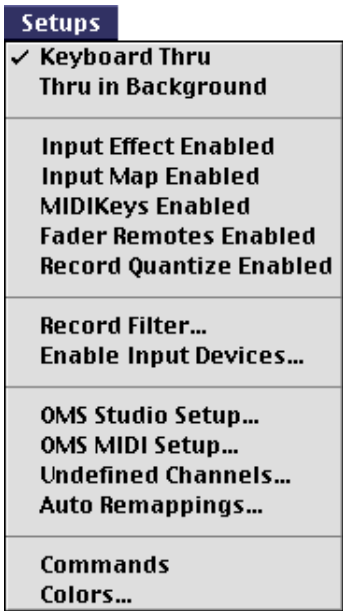 Setups
✓ Keyboard Thru
Thru in Background
Input Effect Enabled
Input Map Enabled
MIDIKeys Enabled
Fader Remotes Enabled
Record Quantize Enabled
Record Filter...
Enable Input Devices...
OMS Studio Setup...
OMS MIDI Setup...
Undefined Channels...
Auto Remappings...
Commands
Colors...